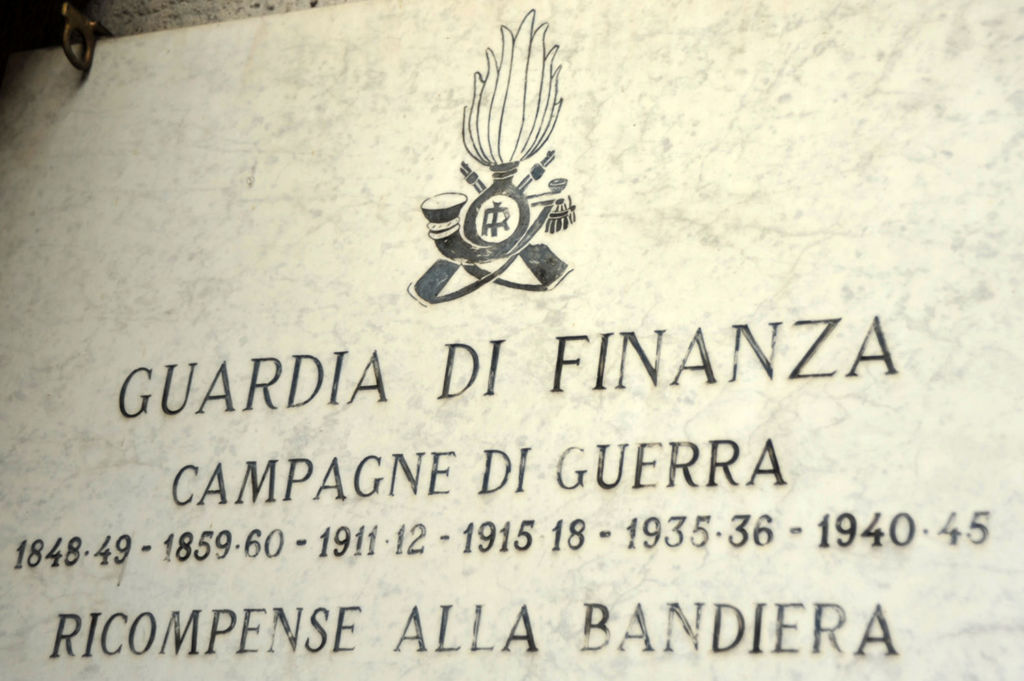 RI
GUARDIA DI FINANZA
CAMPAGNE DI GUERRA
1848·49 - 1859·60 - 1911·12 - 1915·18 - 1935·36 - 1940·45
RICOMPENSE ALLA BANDIERA